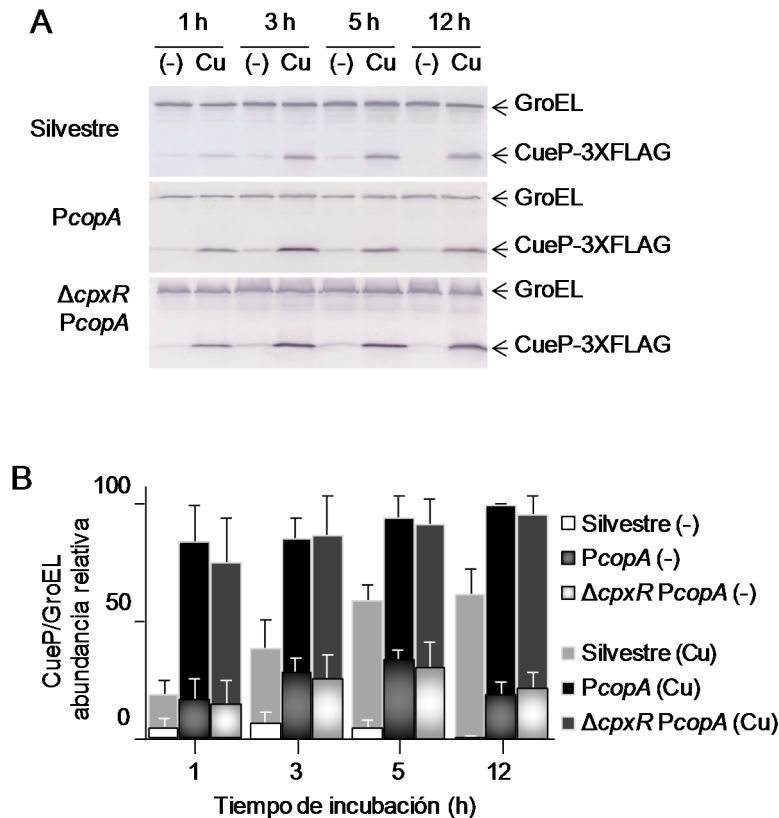 A
1 h 3 h 5 h 12 h
(-) Cu (-) Cu (-) Cu (-) Cu
Silvestre
GroEL
CueP-3XFLAG
PcopA
GroEL
CueP-3XFLAG
ΔcpxR
PcopA
GroEL
CueP-3XFLAG
B
CueP/GroEL
abundancia relativa
100
50
0
1 3 5 12
Tiempo de incubación (h)
Silvestre (-)
PcopA (-)
ΔcpxR PcopA (-)
Silvestre (Cu)
PcopA (Cu)
ΔcpxR PcopA (Cu)